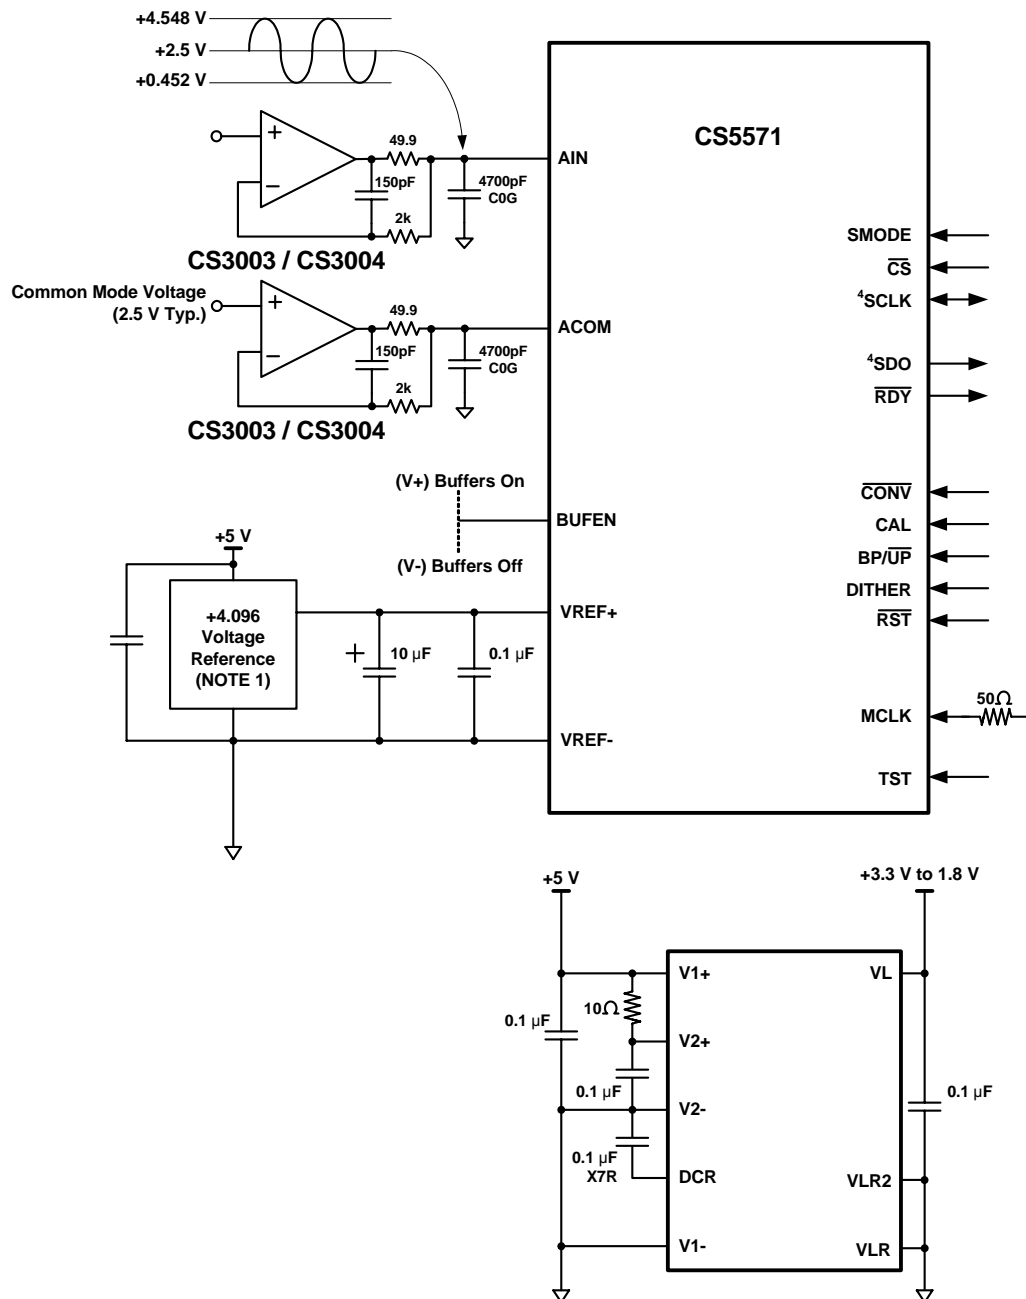 +4.548 V
+2.5 V
+0.452 V
CS5571
+
−
49.9
150pF
2k
4700pF
C0G
AIN
CS3003 / CS3004
Common Mode Voltage
(2.5 V Typ.)
+
−
49.9
150pF
2k
4700pF
C0G
ACOM
CS3003 / CS3004
SMODE
CS
4SCLK
4SDO
RDY
(V+) Buffers On
BUFEN
(V-) Buffers Off
CONV
CAL
BP/UP
DITHER
RST
+5 V
+4.096
Voltage
Reference
(NOTE 1)
+
10 µF
0.1 µF
VREF+
VREF-
50Ω
MCLK
TST
+5 V
+3.3 V to 1.8 V
V1+
VL
10Ω
0.1 µF
V2+
0.1 µF
V2-
0.1 µF
0.1 µF
X7R
DCR
VLR2
V1-
VLR